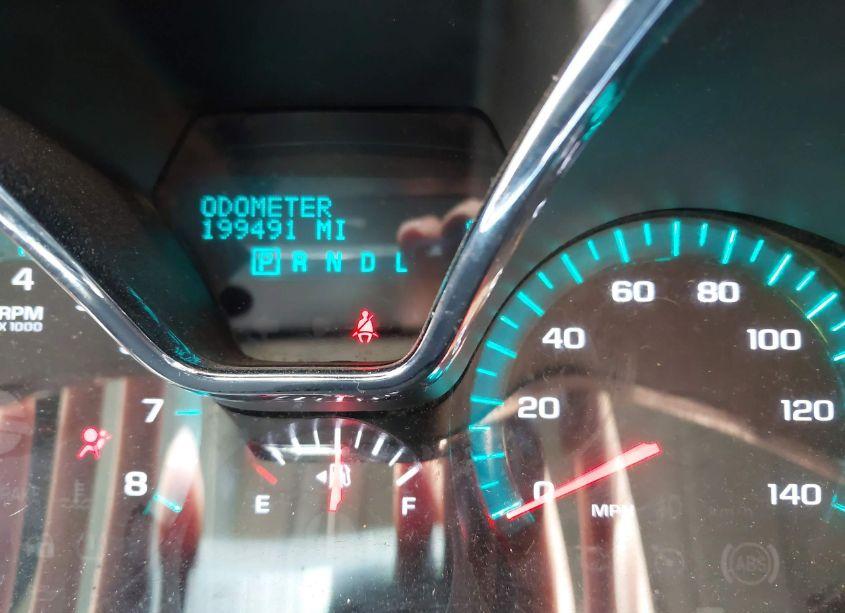 ODOMETER
199491 MI
P R N D L
4
RPM
X 1000
7
8
E
F
0
20
40
60
80
100
120
140
MPH
ABS